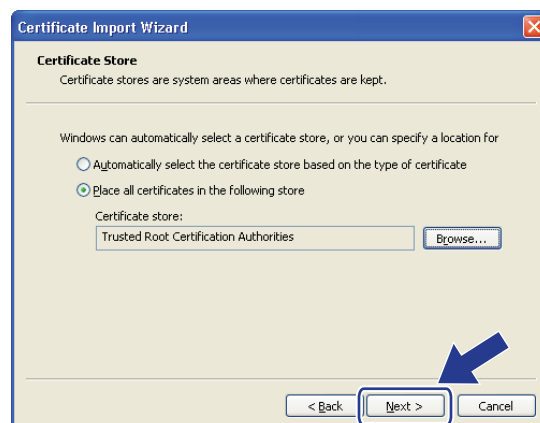 Certificate Import Wizard
Certificate Store
Certificate stores are system areas where certificates are kept.
Windows can automatically select a certificate store, or you can specify a location for
Automatically select the certificate store based on the type of certificate
Place all certificates in the following store
Certificate store:
Trusted Root Certification Authorities
Browse...
< Back
Next >
Cancel